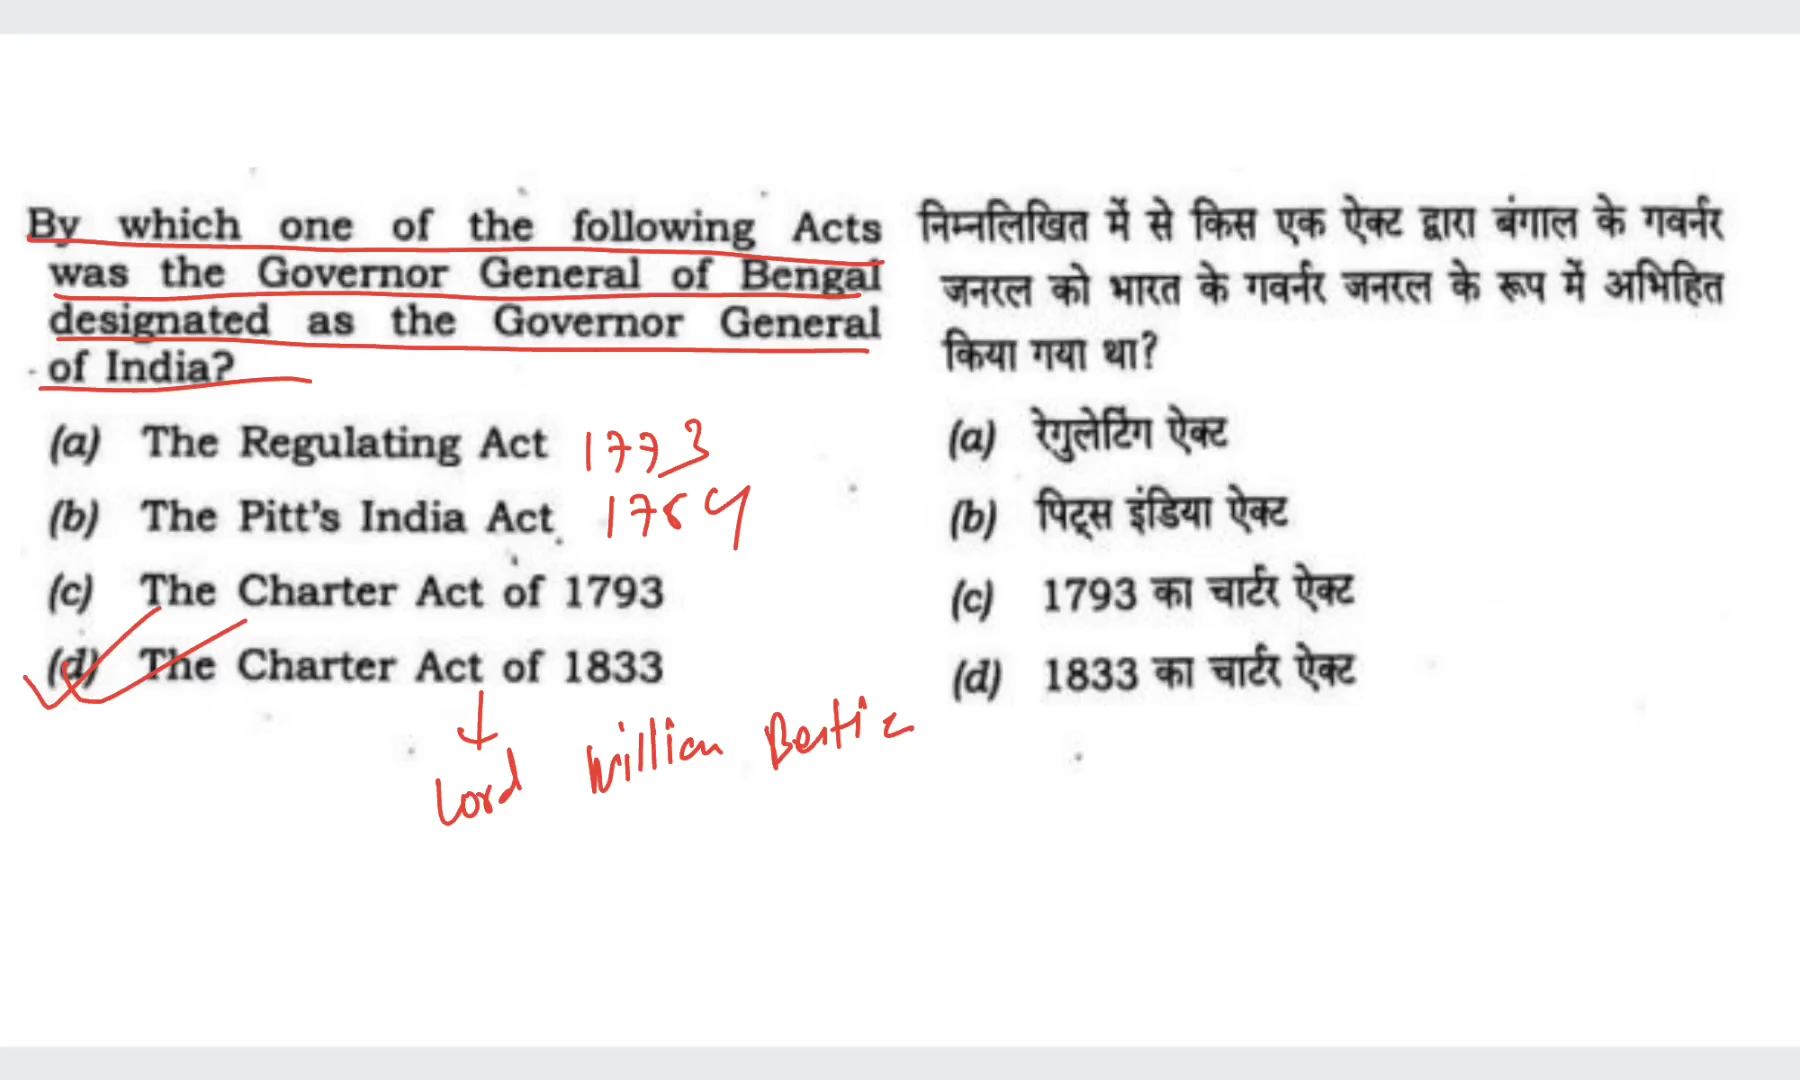 By which one of the following Acts
was the Governor General of Bengal
designated as the Governor General
of India?
(a) The Regulating Act 1773
(b) The Pitt's India Act 1784
(c) The Charter Act of 1793
(d) The Charter Act of 1833
Lord William Bentic
निम्नलिखित में से किस एक ऐक्ट द्वारा बंगाल के गवर्नर
जनरल को भारत के गवर्नर जनरल के रूप में अभिहित
किया गया था?
(a) रेगुलेटिंग ऐक्ट
(b) पिट्स इंडिया ऐक्ट
(c) 1793 का चार्टर ऐक्ट
(d) 1833 का चार्टर ऐक्ट